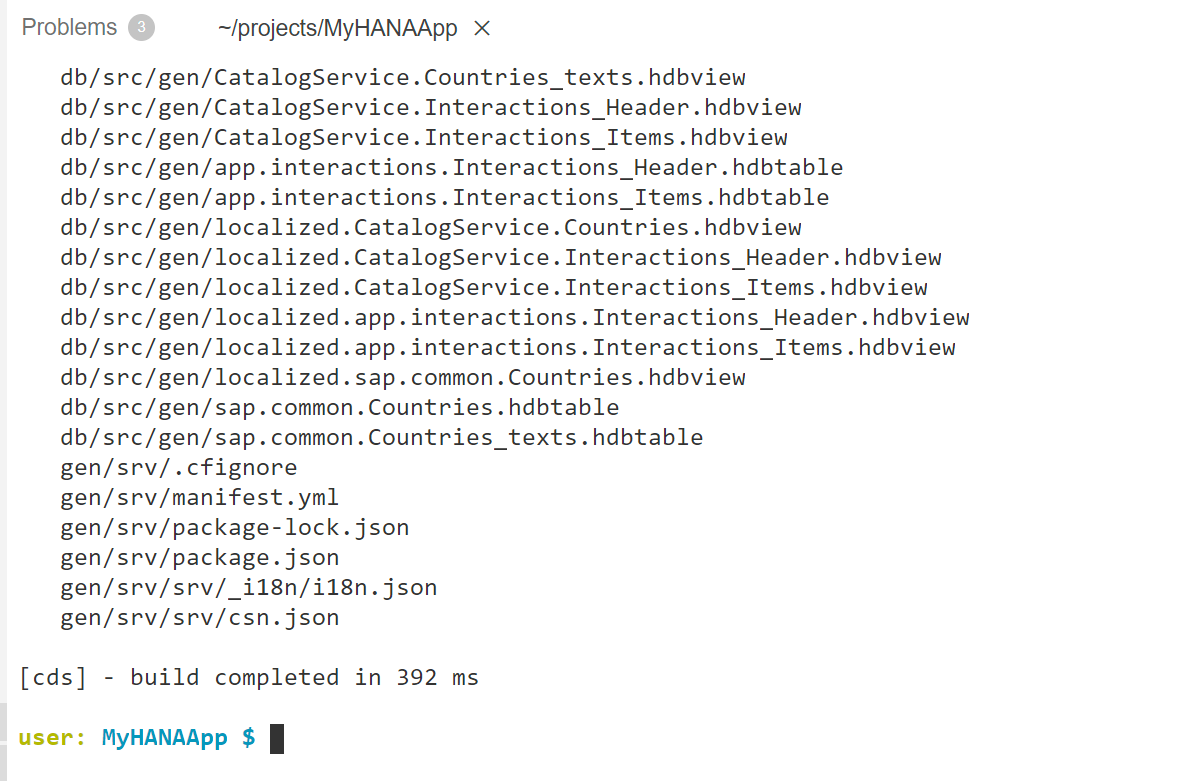 Problems 3 ~/projects/MyHANAApp ×
db/src/gen/CatalogService.Countries_texts.hdbview
db/src/gen/CatalogService.Interactions_Header.hdbview
db/src/gen/CatalogService.Interactions_Items.hdbview
db/src/gen/app.interactions.Interactions_Header.hdbtable
db/src/gen/app.interactions.Interactions_Items.hdbtable
db/src/gen/localized.CatalogService.Countries.hdbview
db/src/gen/localized.CatalogService.Interactions_Header.hdbview
db/src/gen/localized.CatalogService.Interactions_Items.hdbview
db/src/gen/localized.app.interactions.Interactions_Header.hdbview
db/src/gen/localized.app.interactions.Interactions_Items.hdbview
db/src/gen/localized.sap.common.Countries.hdbview
db/src/gen/sap.common.Countries.hdbtable
db/src/gen/sap.common.Countries_texts.hdbtable
gen/srv/.cfignore
gen/srv/manifest.yml
gen/srv/package-lock.json
gen/srv/package.json
gen/srv/srv/_i18n/i18n.json
gen/srv/srv/csn.json
[cds] - build completed in 392 ms
user: MyHANAApp $